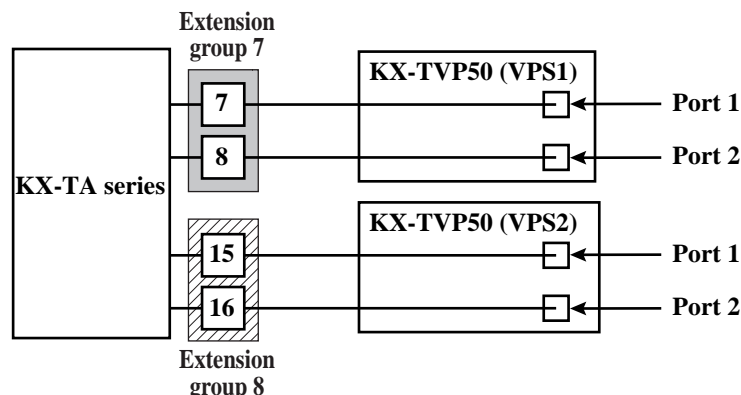 Extension
group 7
KX-TVP50 (VPS1)
7
Port 1
8
Port 2
KX-TA series
KX-TVP50 (VPS2)
15
Port 1
16
Port 2
Extension
group 8